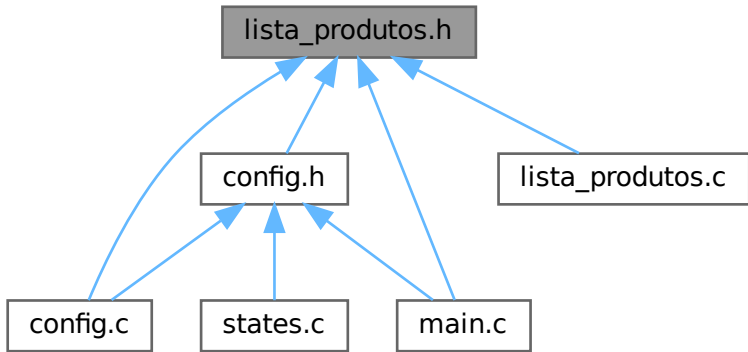 lista_produtos.h
config.h
lista_produtos.c
config.c
states.c
main.c